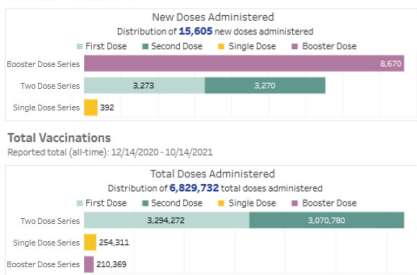 New Doses Administered
Distribution of 15,605 new doses administered
First Dose Second Dose Single Dose Booster Dose
Booster Dose Series 8,670
Two Dose Series 3,273 3,270
Single Dose Series 392
Total Vaccinations
Reported total (all-time): 12/14/2020 - 10/14/2021
Total Doses Administered
Distribution of 6,829,732 total doses administered
First Dose Second Dose Single Dose Booster Dose
Two Dose Series 3,294,272 3,070,780
Single Dose Series 254,311
Booster Dose Series 210,369